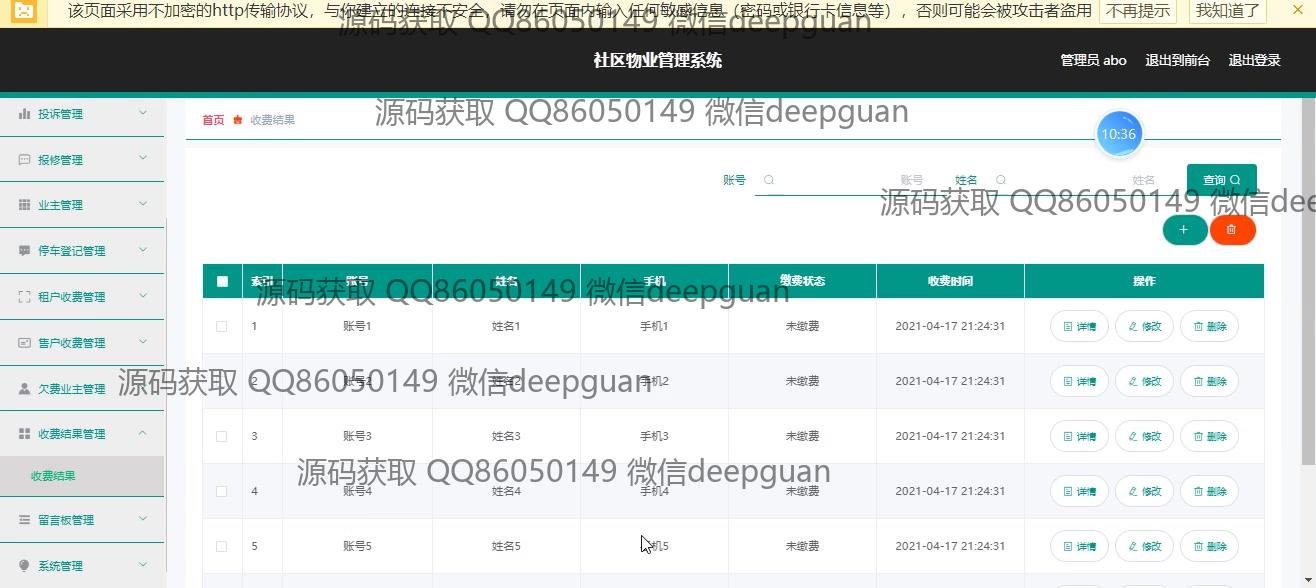 该页面采用不加密的http传输协议，与你建立的连接不安全，请勿在页面内输入任何敏感信息（密码或银行卡信息等），否则可能会被攻击者盗用 不再提示 我知道了
源码获取 QQ86050149 微信deepguan
社区物业管理系统 管理员 abo 退出到前台 退出登录
投诉管理
报修管理
业主管理
停车登记管理
租户收费管理
售户收费管理
欠费业主管理
收费结果管理
收费结果
留言板管理
系统管理
首页 收费结果
源码获取 QQ86050149 微信deepguan
10:36
账号 账号 姓名 姓名 查询
源码获取 QQ86050149 微信dee
+
索引 账号 姓名 手机 缴费状态 收费时间 操作
源码获取 QQ86050149 微信deepguan
1 账号1 姓名1 手机1 未缴费 2021-04-17 21:24:31 详情 修改 删除
2 账号2 姓名2 手机2 未缴费 2021-04-17 21:24:31 详情 修改 删除
源码获取 QQ86050149 微信deepguan
3 账号3 姓名3 手机3 未缴费 2021-04-17 21:24:31 详情 修改 删除
源码获取 QQ86050149 微信deepguan
4 账号4 姓名4 手机4 未缴费 2021-04-17 21:24:31 详情 修改 删除
5 账号5 姓名5 手机5 未缴费 2021-04-17 21:24:31 详情 修改 删除